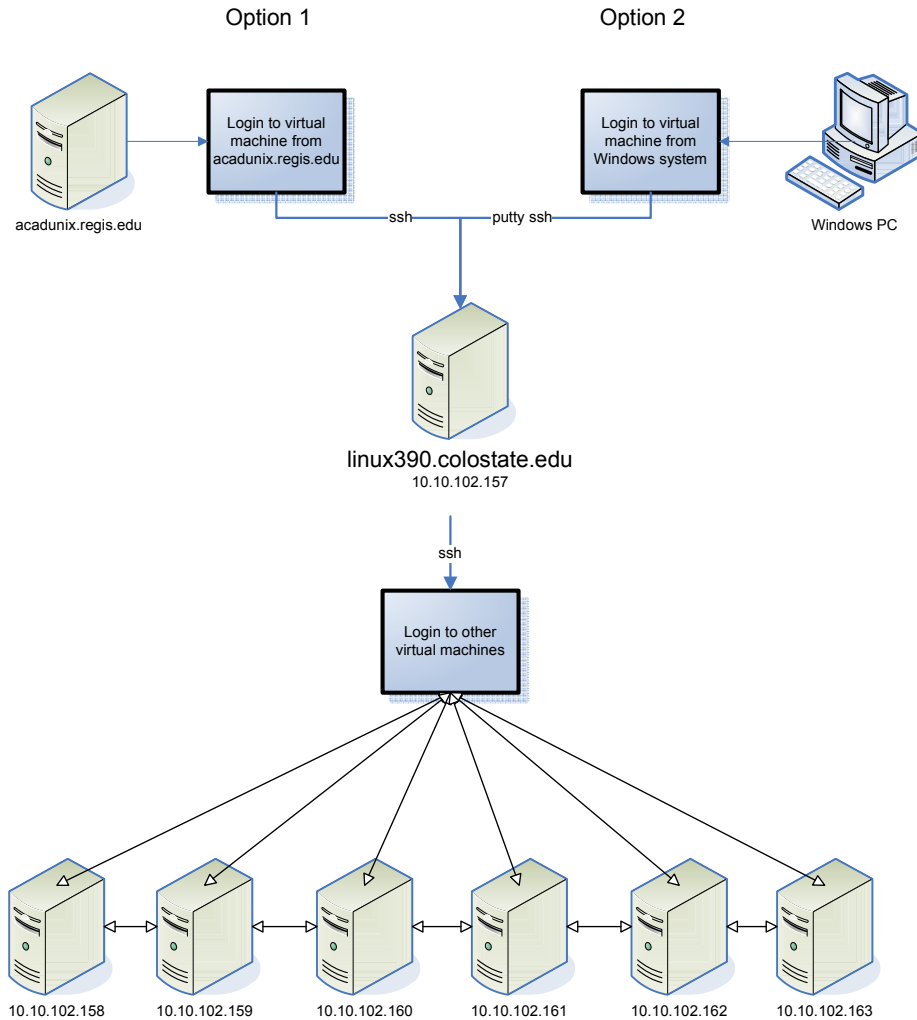 Option 1
Option 2
Login to virtual
machine from
acadunix.regis.edu
Login to virtual
machine from
Windows system
acadunix.regis.edu
Windows PC
ssh
putty ssh
linux390.colostate.edu
10.10.102.157
ssh
Login to other
virtual machines
10.10.102.158
10.10.102.159
10.10.102.160
10.10.102.161
10.10.102.162
10.10.102.163